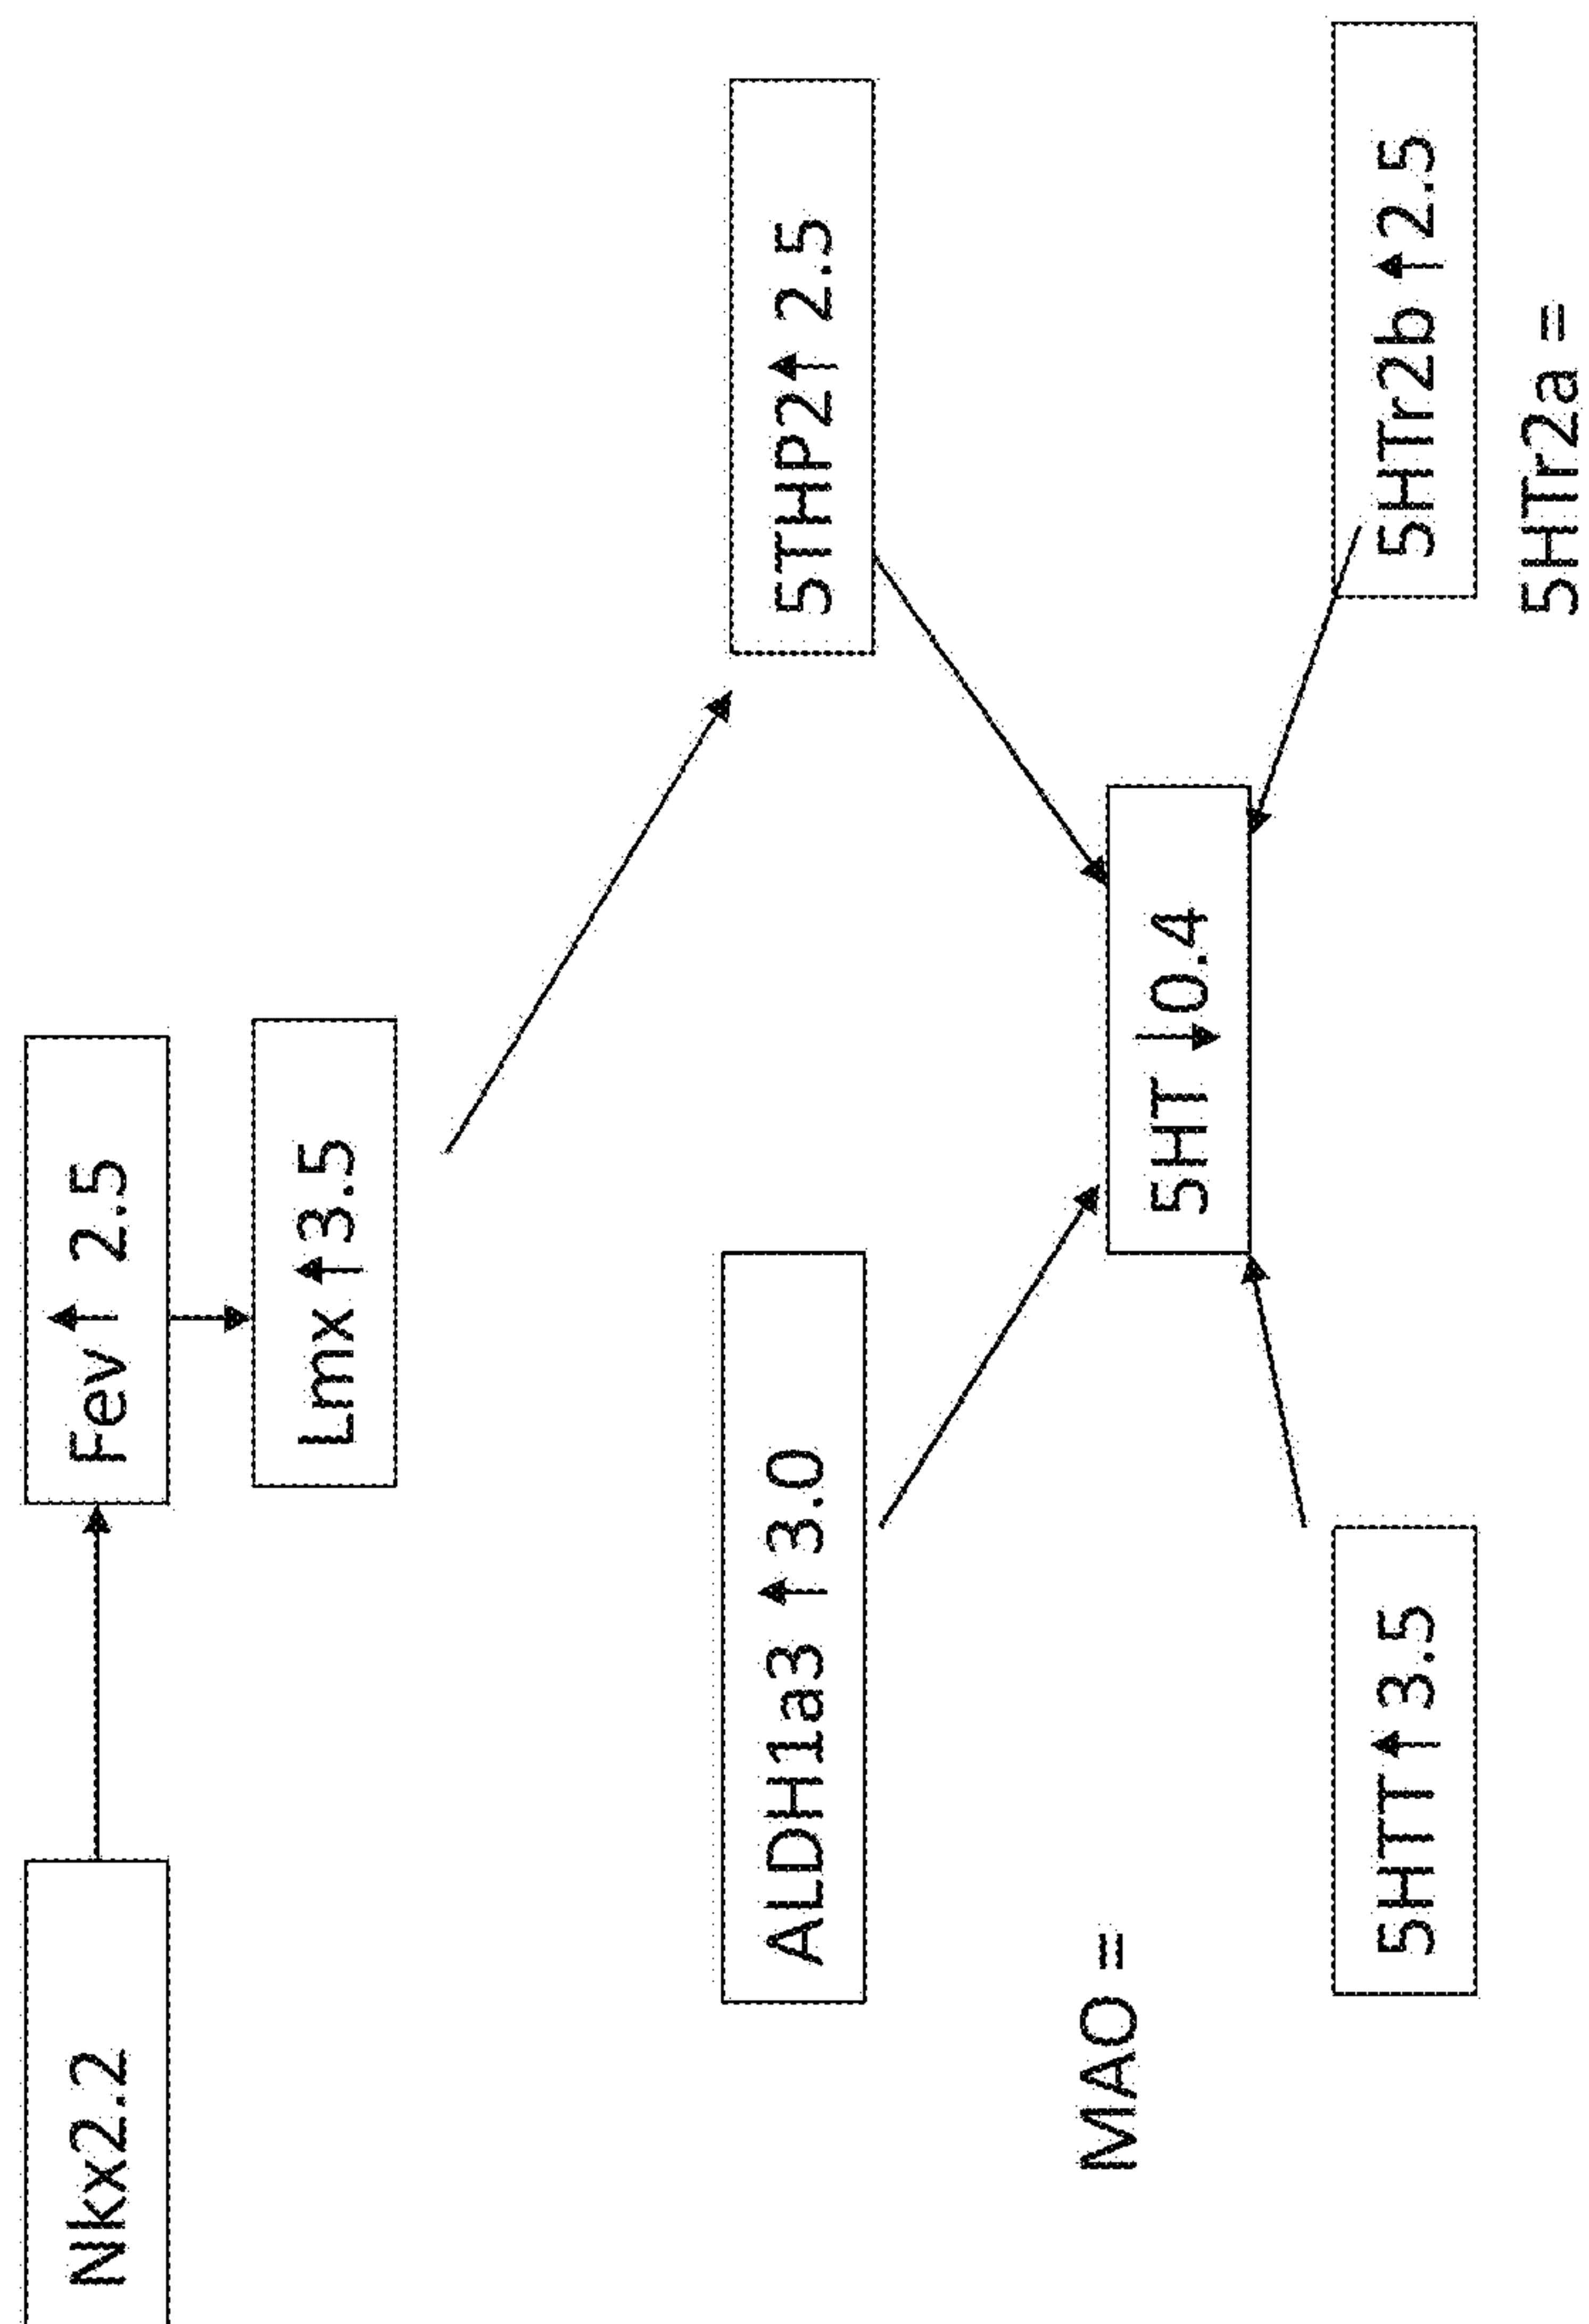 Nkx2.2
Fev ↑ 2.5
Lmx ↑3.5
ALDH1a3 ↑3.0
5THP2↑ 2.5
MAO =
5HT ↓0.4
5HTT↑3.5
5HTr2b ↑2.5
5HTr2a =